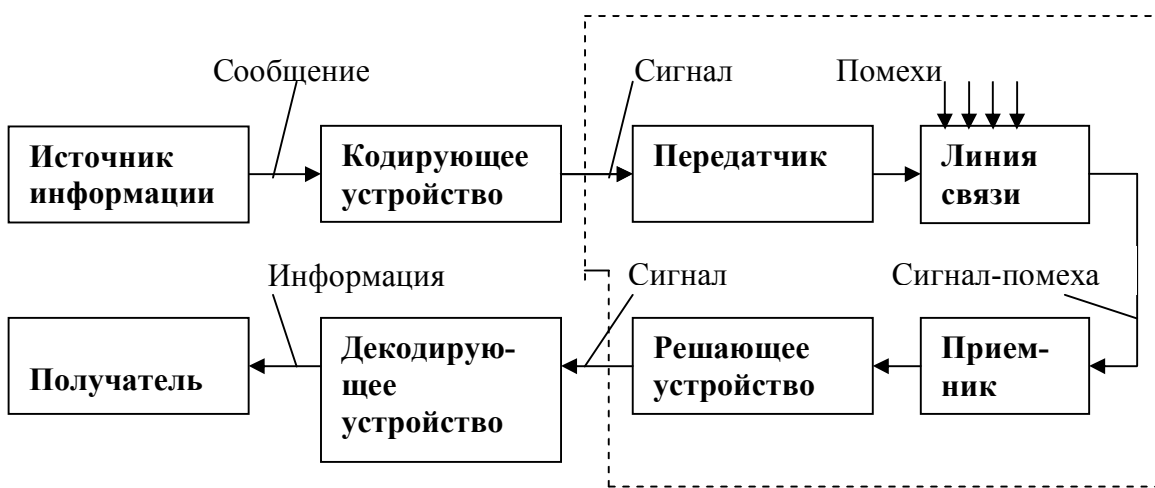 Сообщение
Сигнал
Помехи
Источник
информации
Кодирующее
устройство
Передатчик
Линия
связи
Информация
Сигнал
Сигнал-помеха
Получатель
Декодирую-
щее
устройство
Решающее
устройство
Прием-
ник